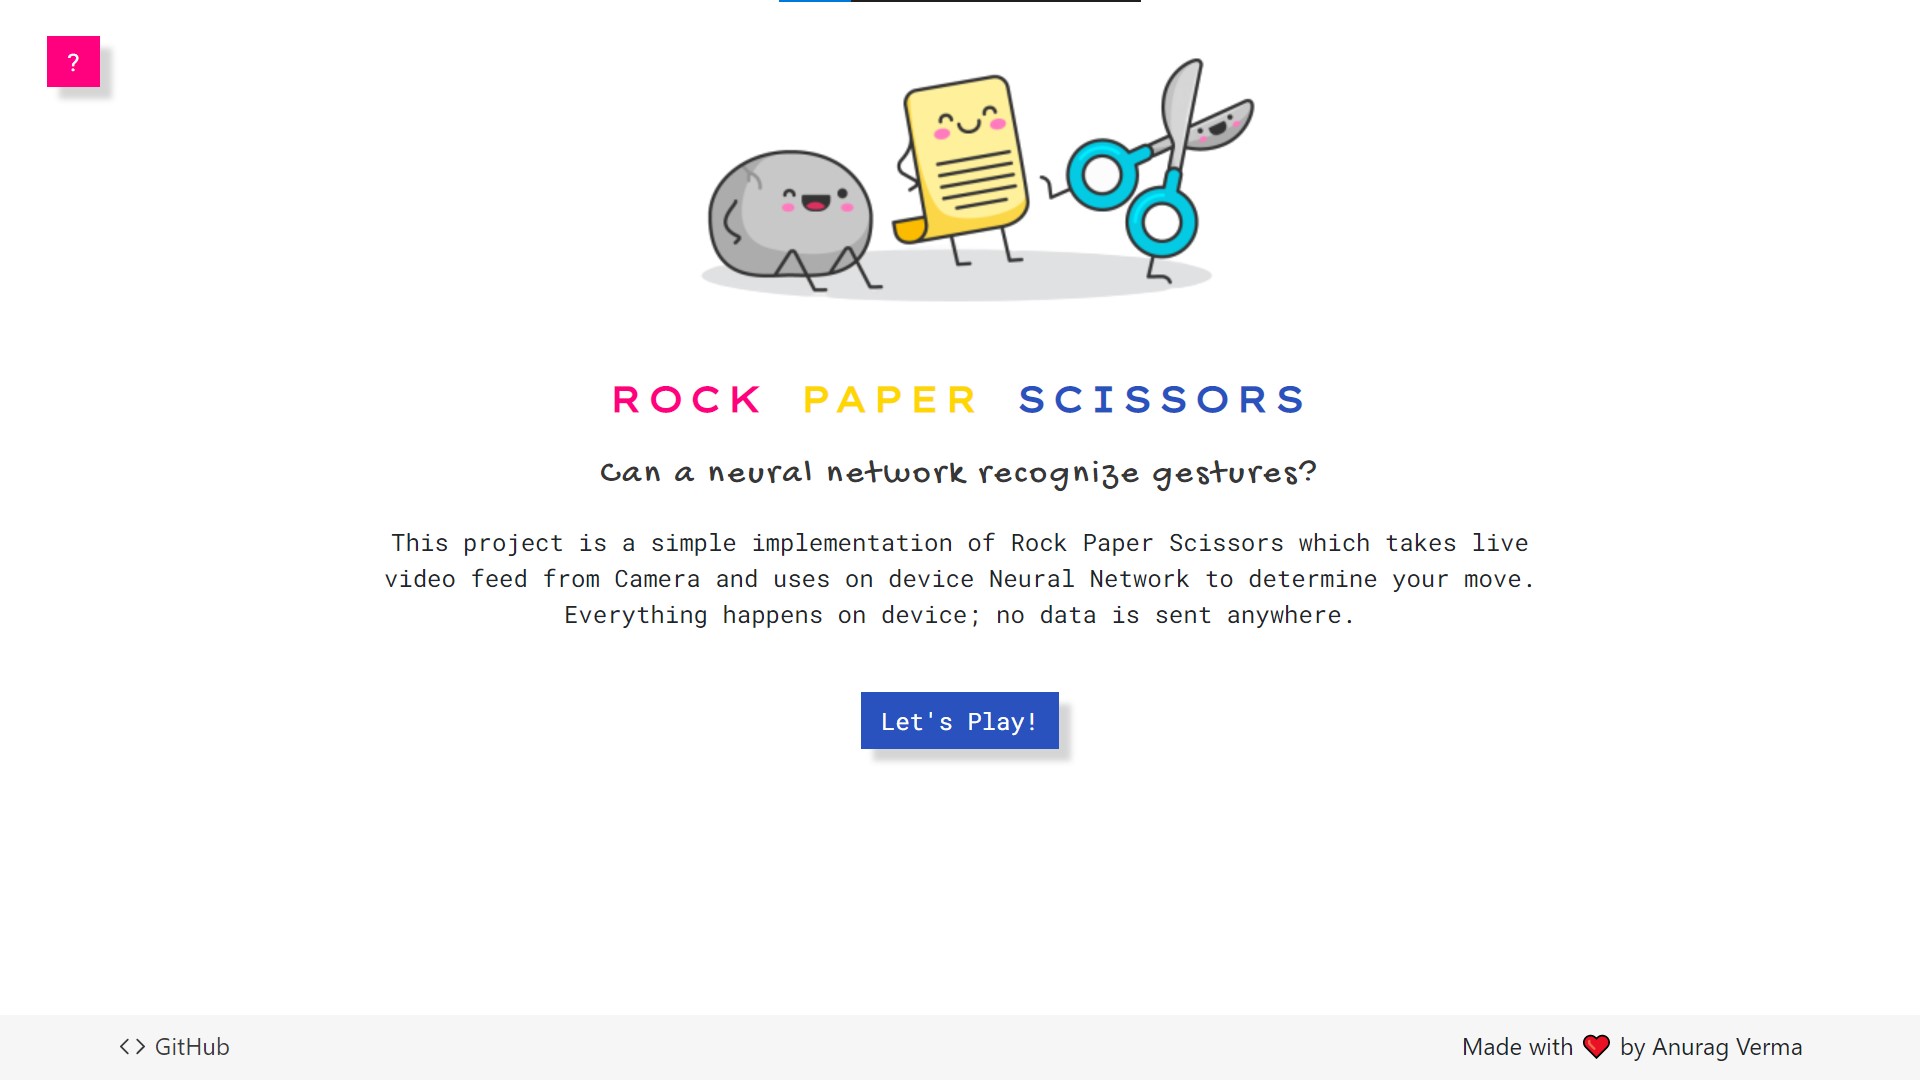 ?
ROCK PAPER SCISSORS
Can a neural network recognize gestures?
This project is a simple implementation of Rock Paper Scissors which takes live
video feed from Camera and uses on device Neural Network to determine your move.
Everything happens on device; no data is sent anywhere.
Let's Play!
<> GitHub
Made with ❤ by Anurag Verma